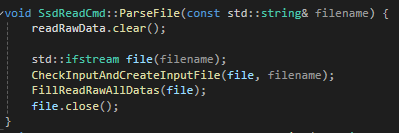 void SsdReadCmd::ParseFile(const std::string& filename) {
readRawData.clear();
std::ifstream file(filename);
CheckInputAndCreateInputFile(file, filename);
FillReadRawAllDatas(file);
file.close();
}